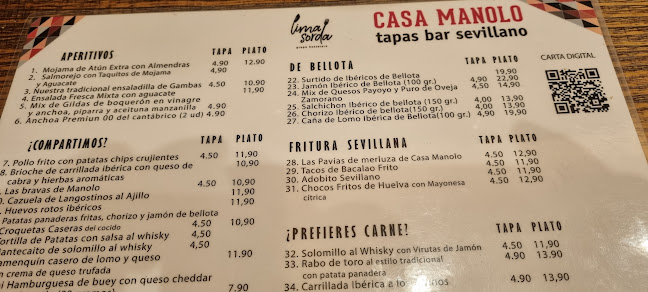 lima sorda
grupo hostelero
CASA MANOLO
tapas bar sevillano
CARTA DIGITAL
APERITIVOS TAPA PLATO
1. Mojama de Atún Extra con Almendras 4,90 12,90
2. Salmorejo con Taquitos de Mojama 4,90
y Aguacate
3. Nuestra tradicional ensaladilla de Gambas 4,50 10,90
4. Ensalada Fresca Mixta con aguacate 11,90
5. Mix de Gildas de boquerón en vinagre
y anchoa, piparra y aceituna manzanilla 4,90
6. Anchoa Premiun 00 del cantábrico (2 ud) 4,90
¿COMPARTIMOS? TAPA PLATO
7. Pollo frito con patatas chips crujientes 4.50 11,90
8. Brioche de carrillada ibérica con queso de 10,90
cabra y hierbas aromáticas
Las bravas de Manolo 4.50 10,90
Cazuela de Langostinos al Ajillo 10,90
Huevos rotos ibéricos
Patatas panaderas fritas, chorizo y jamón de bellota
Croquetas Caseras del cocido 4.50 10,90
Tortilla de Patatas con salsa al whisky 4,50
Montecaito de solomillo al whisky 4,50
Flamenquín casero de lomo y queso 11.90
crema de queso trufada
Hamburguesa de buey con queso cheddar
7.90
DE BELLOTA TAPA PLATO
22. Surtido de Ibéricos de Bellota 19,90
23. Jamón Ibérico de Bellota (100 gr.) 4,90 22,90
24. Mix de Quesos Payoyo y Puro de Oveja 14,90
Zamorano
25. Salchichon Ibérico de bellota (150 gr.) 4,00 13,90
26. Chorizo Ibérico de bellota (150 gr.) 4,00 13,90
27. Caña de Lomo Ibérica de Bellota (100 gr.) 4,90
FRITURA SEVILLANA TAPA PLATO
28. Las Pavías de merluza de Casa Manolo 4.50 12,90
29. Tacos de Bacalao Frito 4.50 11,90
30. Adobito Sevillano 4.50 11,90
31. Chocos Fritos de Huelva con Mayonesa 4.50 12,90
citrica
¿PREFIERES CARNE? TAPA PLATO
32. Solomillo al Whisky con Virutas de Jamón 4.50 11,90
33. Rabo de toro al estilo tradicional 4.50 13,90
con patata panadera
34. Carrillada Ibérica a 4.90 13,90